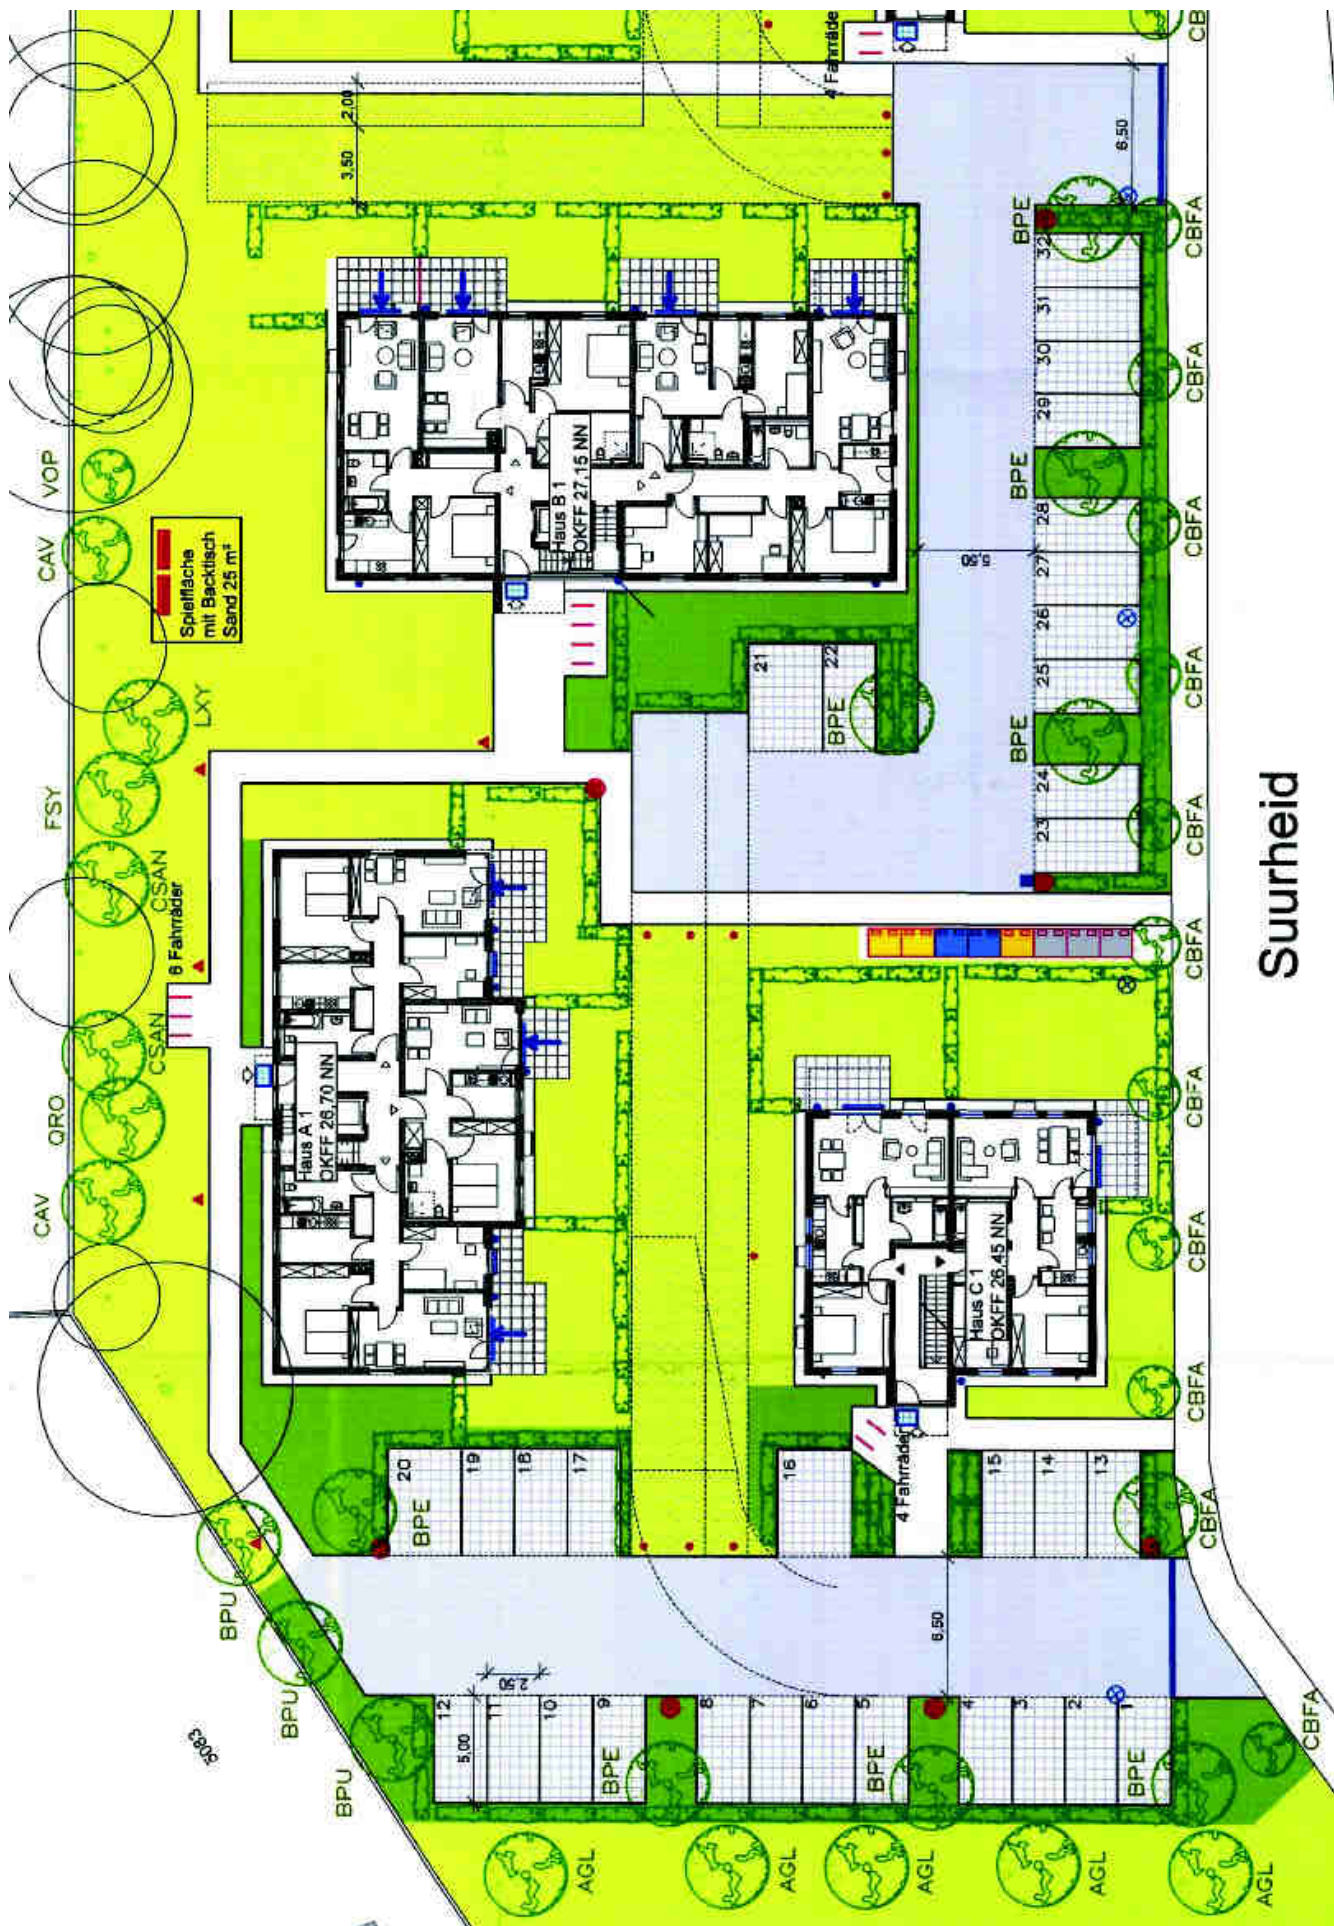 CB
4 Fahrräde
2,00
3,50
6,50
BPE
CBFA
32
31
30
29
CBFA
BPE
28
27
26
25
CBFA
CBFA
BPE
24
23
CBFA
5,50
21
22
BPE
Haus B 1
OKFF 27,15 NN
VOP
CAV
Spielfläche
mit Backtisch
Sand 25 m²
LXY
FSY
CSAN
6 Fahrräder
CSAN
QRO
CAV
Haus A 1
OKFF 26,70 NN
CBFA
CBFA
CBFA
CBFA
CBFA
Haus C 1
OKFF 26,45 NN
Suurheid
20
19
18
17
BPE
16
4 Fahrräder
15
14
13
BPU
BPU
BPU
5083
6,50
2,50
5,00
12
11
10
9
BPE
8
7
6
5
BPE
4
3
2
1
BPE
CBFA
AGL
AGL
AGL
AGL
AGL